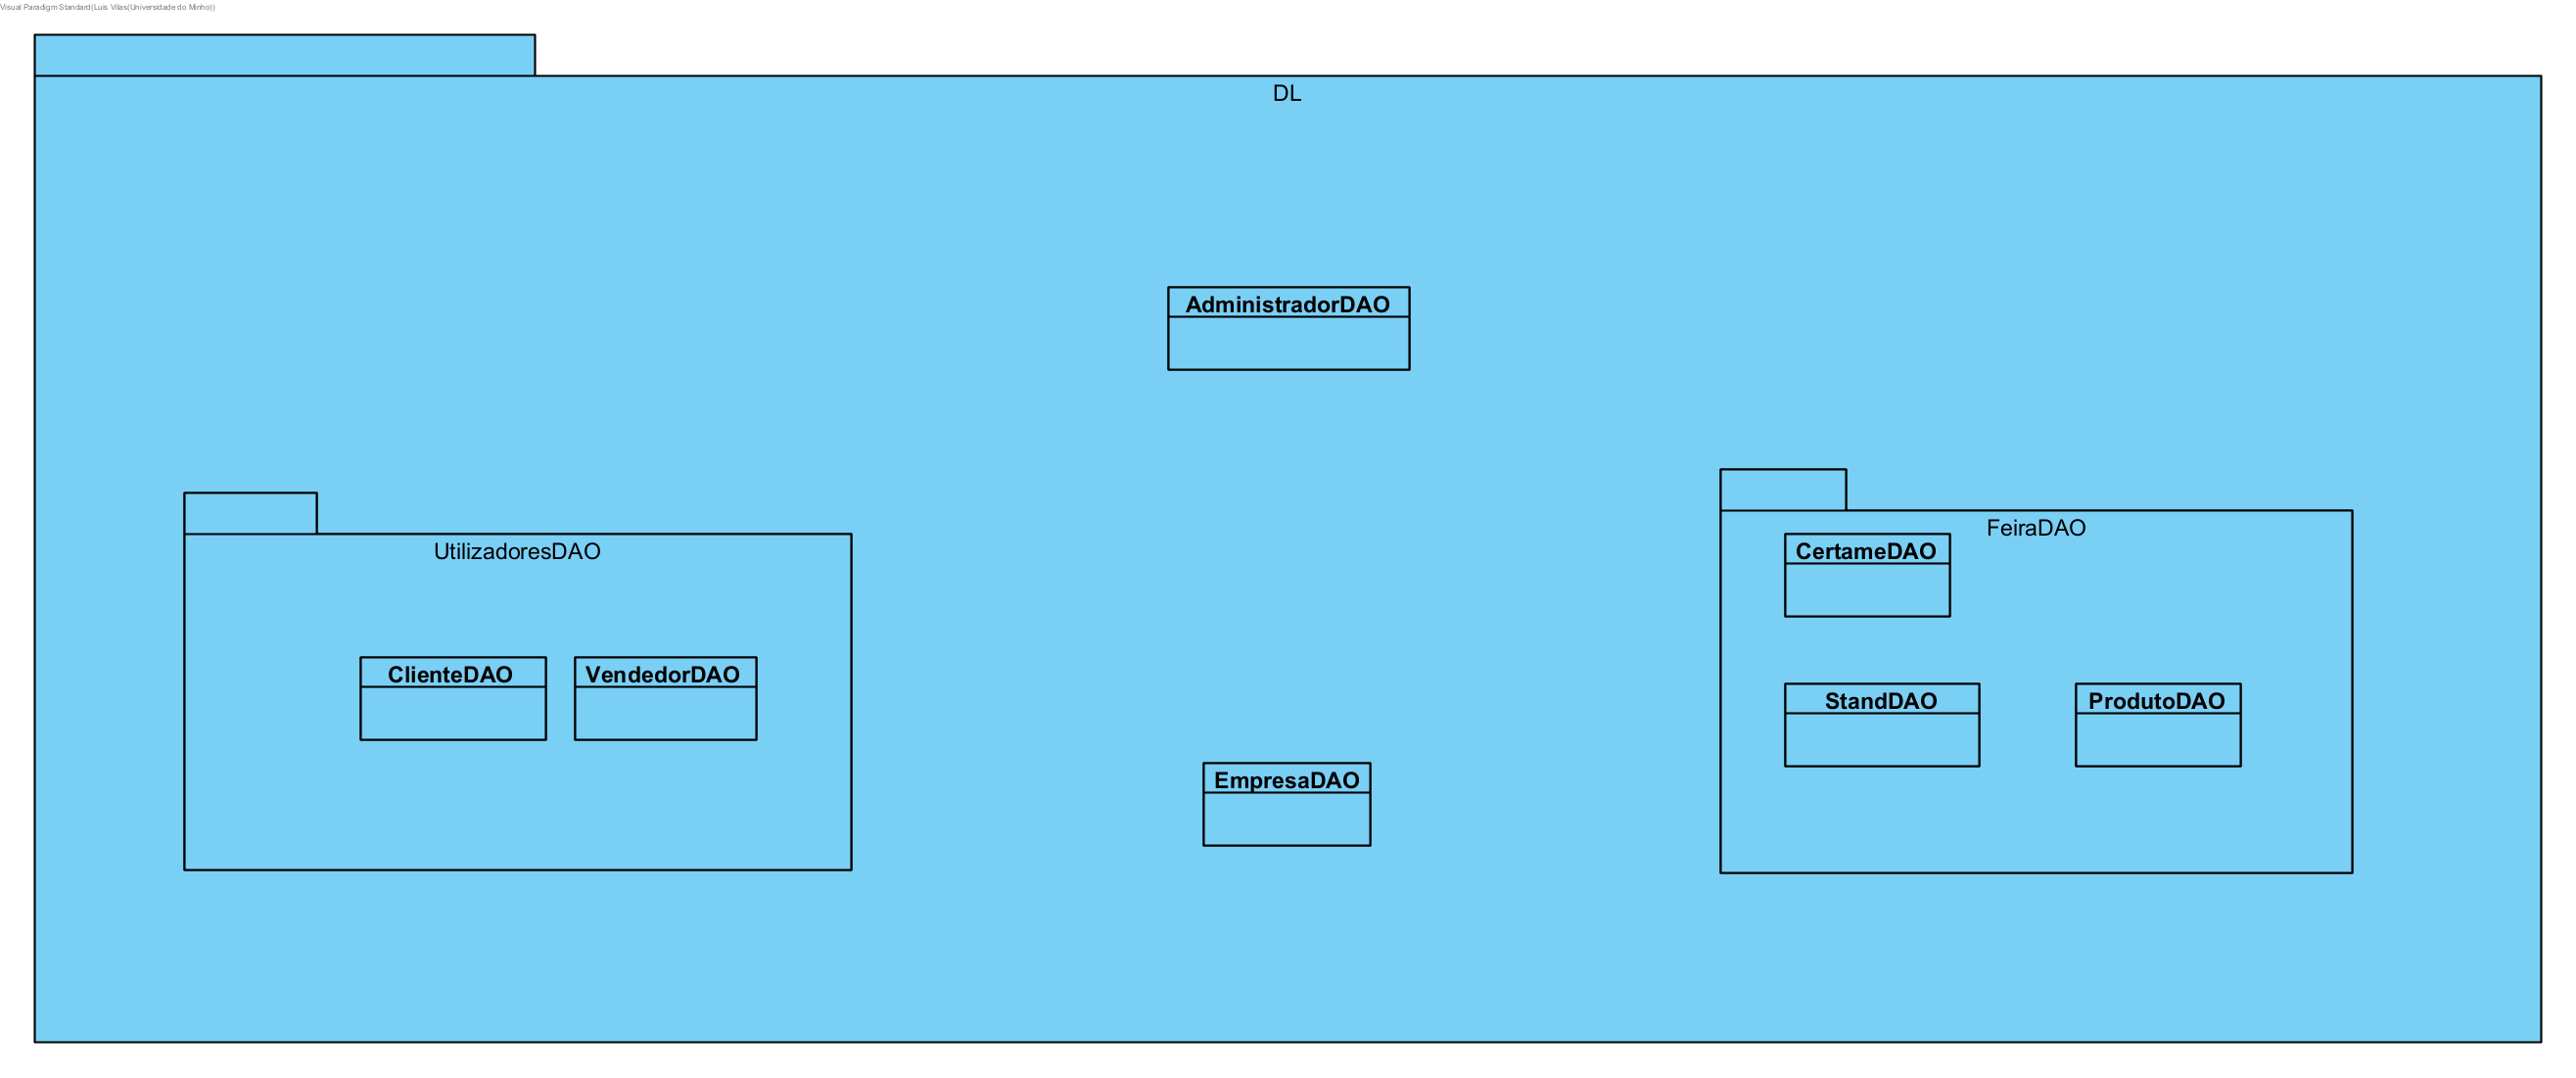 Visual Paradigm Standard(Luis Vilas(Universidade do Minho))
DL
AdministradorDAO
UtilizadoresDAO
ClienteDAO
VendedorDAO
EmpresaDAO
FeiraDAO
CertameDAO
StandDAO
ProdutoDAO